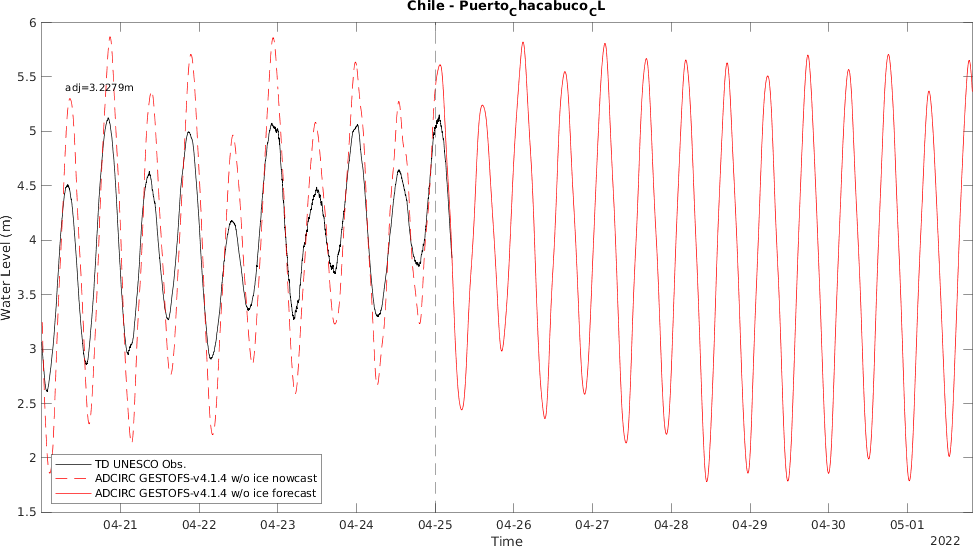 Chile - Puerto_Chacabuco_CL
6
5.5
5
4.5
4
3.5
3
2.5
2
1.5
Water Level (m)
adj=3.2279m
TD UNESCO Obs.
ADCIRC GESTOFS-v4.1.4 w/o ice nowcast
ADCIRC GESTOFS-v4.1.4 w/o ice forecast
04-21 04-22 04-23 04-24 04-25 04-26 04-27 04-28 04-29 04-30 05-01
Time
2022